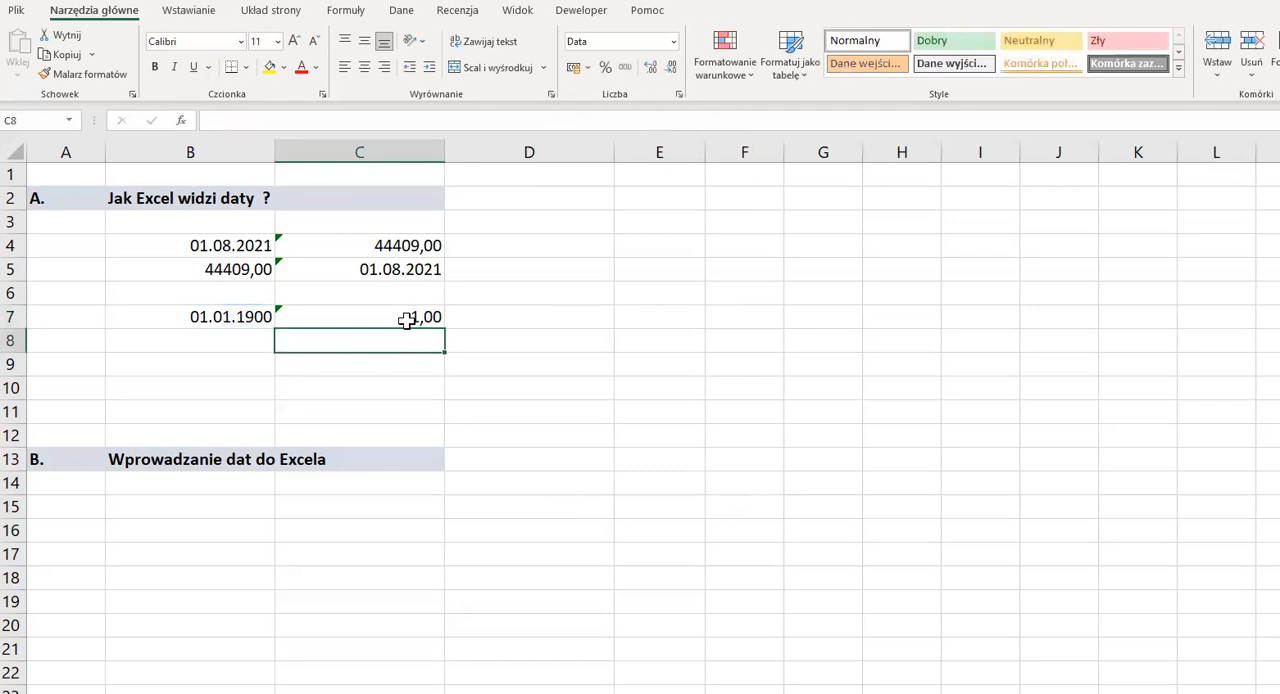 Plik Narzędzia główne Wstawianie Układ strony Formuły Dane Recenzja Widok Developer Pomoc
Wklej
Wytnij
Kopiuj
Malarz formatów
Schowek
Calibri 11
B I U
Czcionka
Zawijaj tekst
Scal i wyśrodkuj
Wyrównanie
Data
% 000
Liczba
Formatowanie warunkowe
Formatuj jako tabelę
Normalny Dobry Neutralny Zły
Dane wejści... Dane wyjści... Komórka poł... Komórka zaz...
Style
Wstaw Usuń
Komórki
C8 fx
A B C D E F G H I J K L
1
2 A. Jak Excel widzi daty ?
3
4 01.08.2021 44409,00
5 44409,00 01.08.2021
6
7 01.01.1900 1,00
8
9
10
11
12
13 B. Wprowadzanie dat do Excela
14
15
16
17
18
19
20
21
22